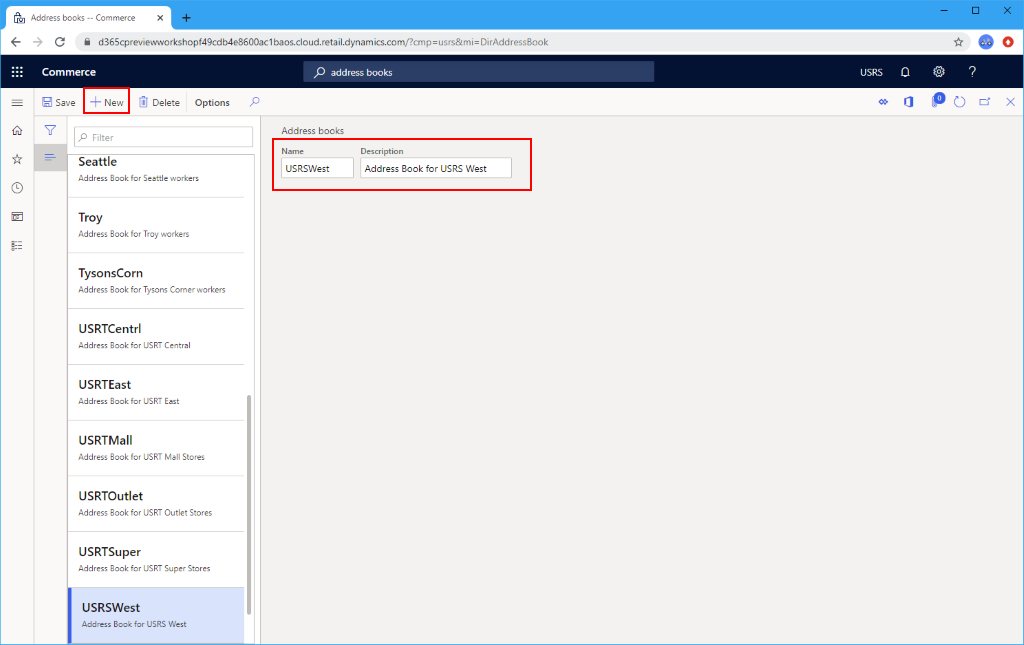 Address books -- Commerce
d365cpreviewworkshopf49cdb4e8600ac1baos.cloud.retail.dynamics.com/?cmp=usrs&mi=DirAddressBook
Commerce
address books
USRS
?
Save
New
Delete
Options
0
Filter
Seattle
Address Book for Seattle workers
Troy
Address Book for Troy workers
TysonsCorn
Address Book for Tysons Corner workers
USRTCentrl
Address Book for USRT Central
USRTEast
Address Book for USRT East
USRTMall
Address Book for USRT Mall Stores
USRTOutlet
Address Book for USRT Outlet Stores
USRTSuper
Address Book for USRT Super Stores
USRSWest
Address Book for USRS West
Address books
Name
Description
USRSWest
Address Book for USRS West